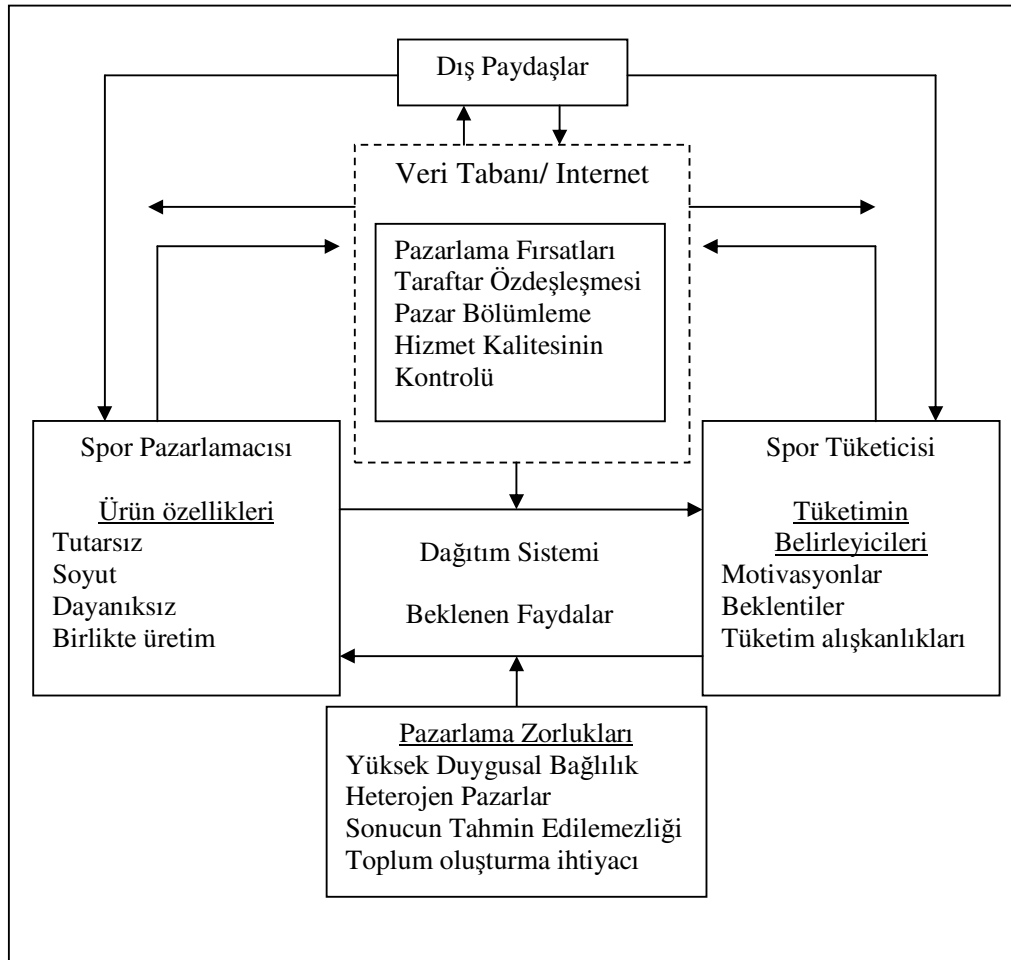 Dış Paydaşlar
Veri Tabanı/ Internet
Pazarlama Fırsatları
Taraftar Özdeşleşmesi
Pazar Bölümleme
Hizmet Kalitesinin
Kontrolü
Spor Pazarlamacısı
Ürün özellikleri
Tutarsız
Soyut
Dayanıksız
Birlikte üretim
Dağıtım Sistemi
Beklenen Faydalar
Spor Tüketicisi
Tüketimin
Belirleyicileri
Motivasyonlar
Beklentiler
Tüketim alışkanlıkları
Pazarlama Zorlukları
Yüksek Duygusal Bağlılık
Heterojen Pazarlar
Sonucun Tahmin Edilemezliği
Toplum oluşturma ihtiyacı